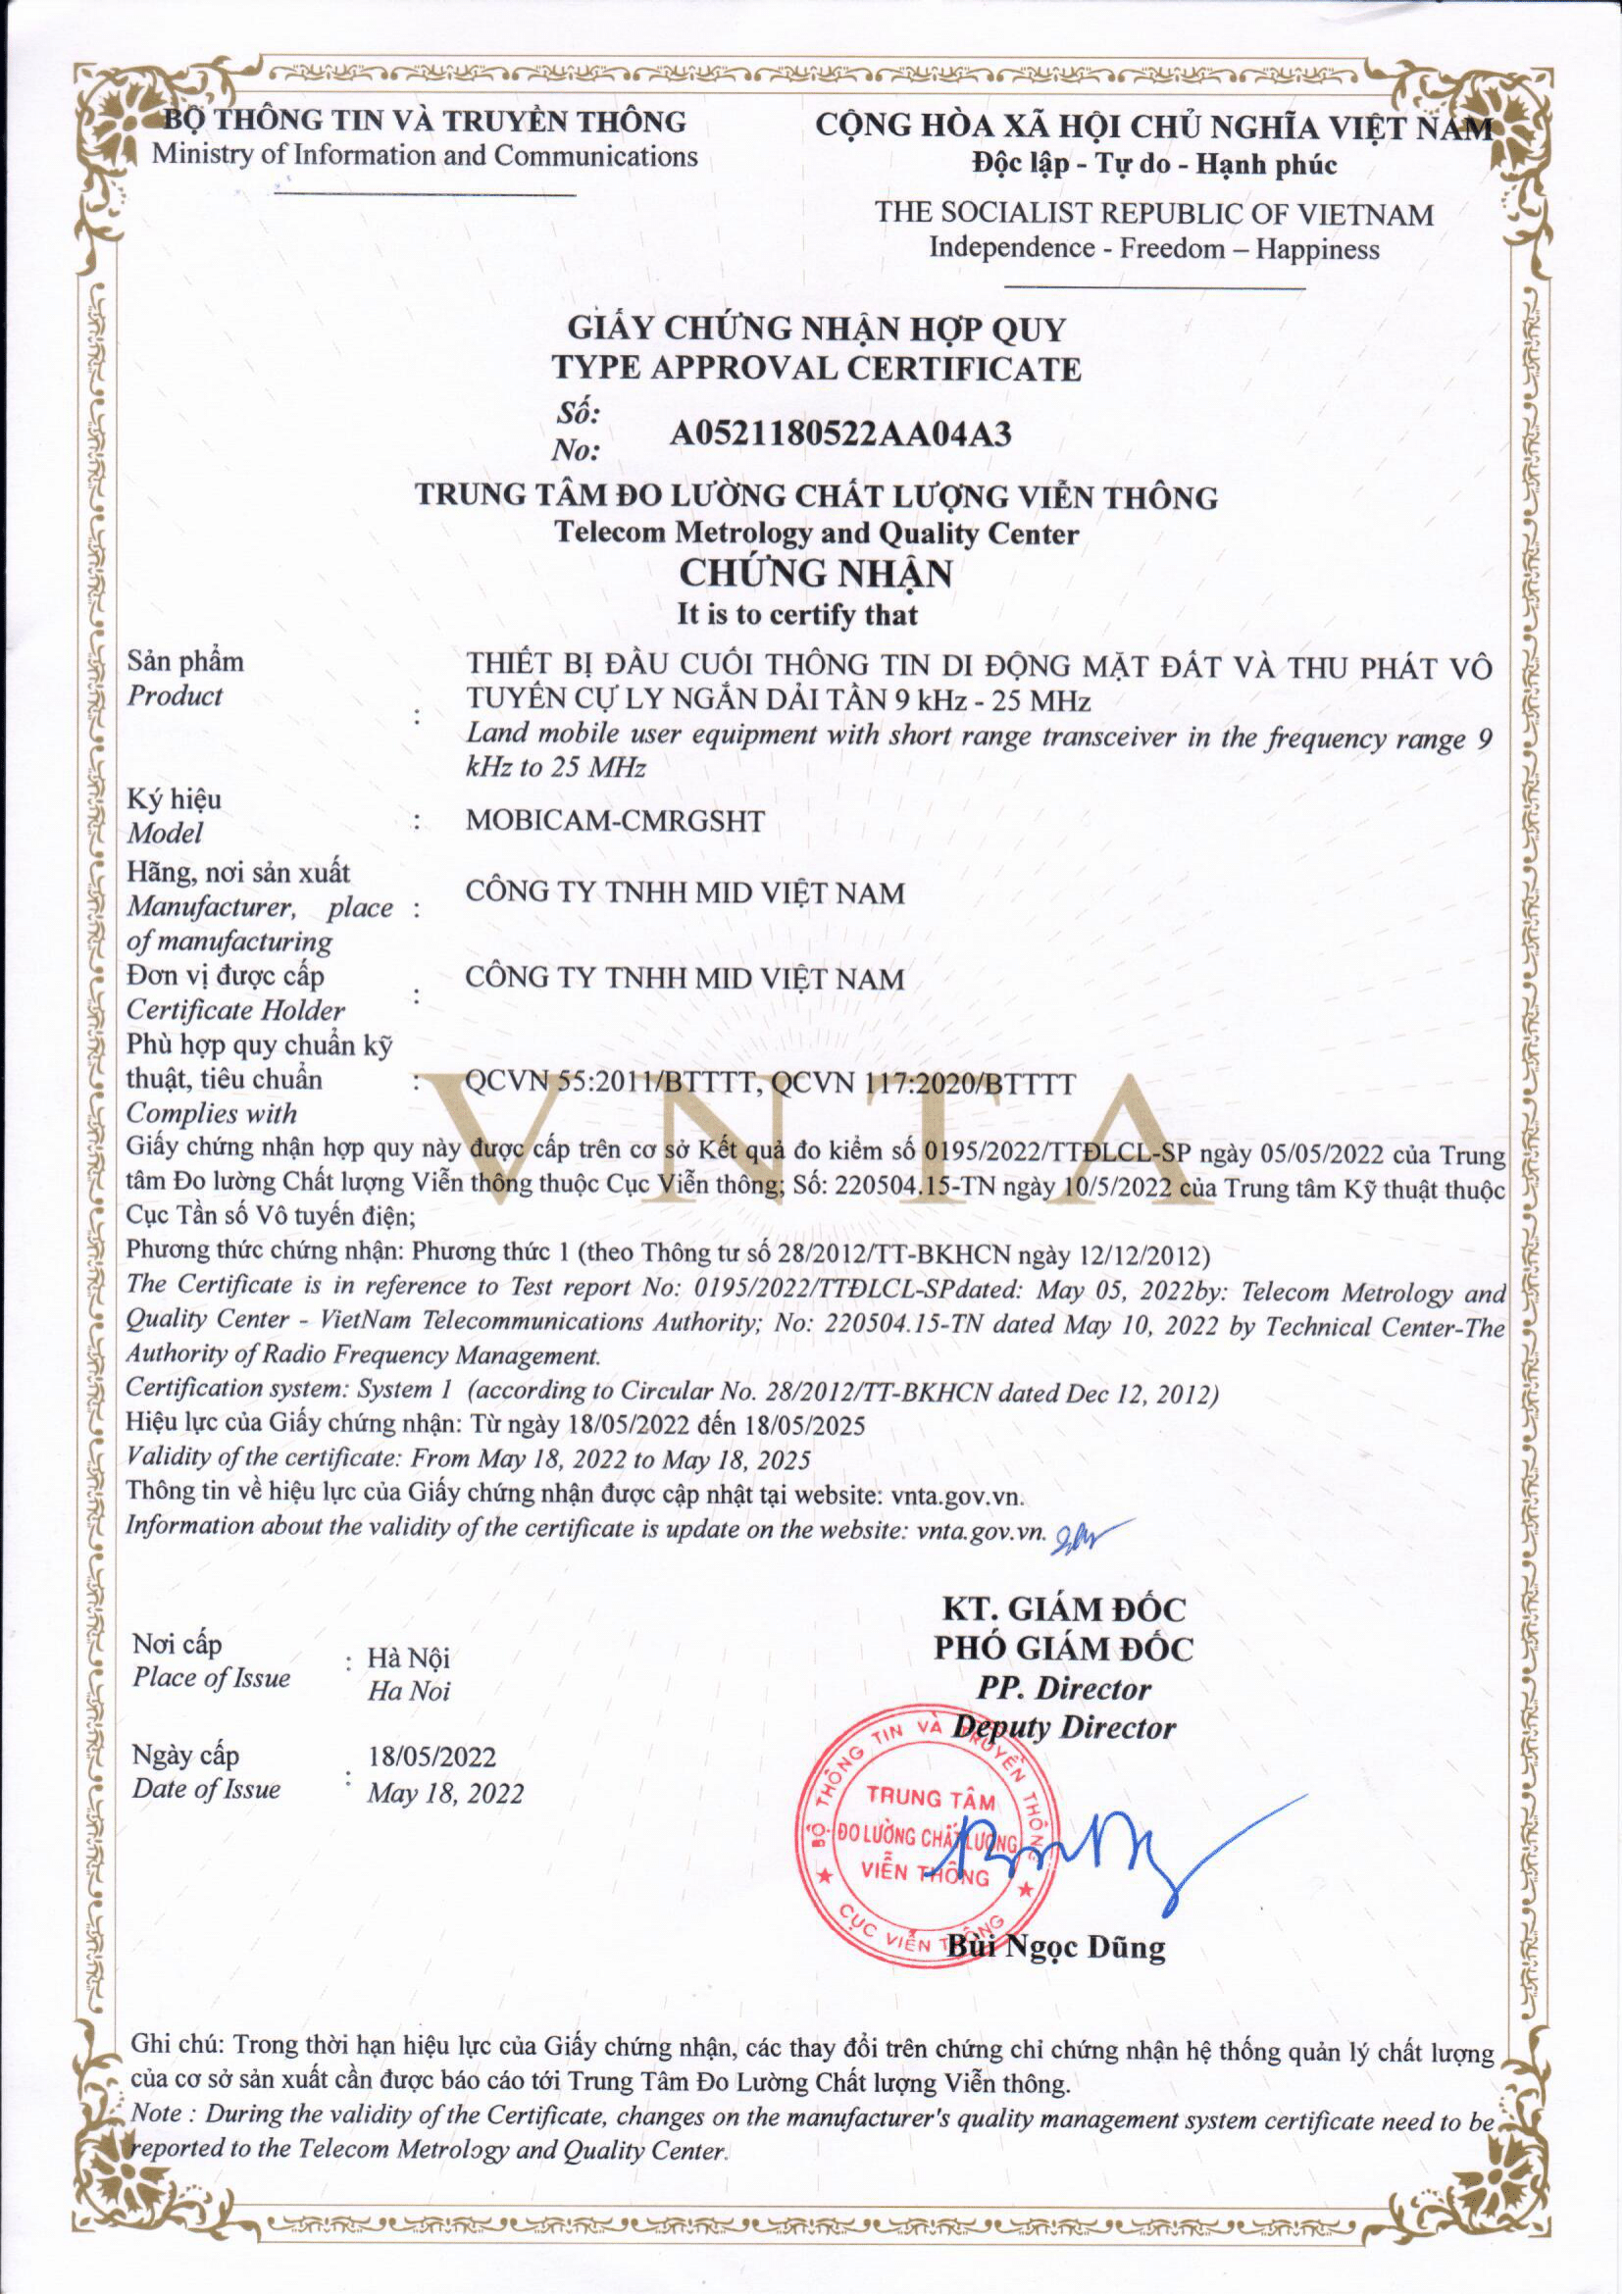 BỘ THÔNG TIN VÀ TRUYỀN THÔNG
Ministry of Information and Communications
CỘNG HÒA XÃ HỘI CHỦ NGHĨA VIỆT NAM
Độc lập - Tự do - Hạnh phúc
THE SOCIALIST REPUBLIC OF VIETNAM
Independence - Freedom – Happiness
GIẤY CHỨNG NHẬN HỢP QUY
TYPE APPROVAL CERTIFICATE
Số:
No:
A0521180522AA04A3
TRUNG TÂM ĐO LƯỜNG CHẤT LƯỢNG VIỄN THÔNG
Telecom Metrology and Quality Center
CHỨNG NHẬN
It is to certify that
Sản phẩm
Product
:
THIẾT BỊ ĐẦU CUỐI THÔNG TIN DI ĐỘNG MẶT ĐẤT VÀ THU PHÁT VÔ
TUYẾN CỰ LY NGẮN DẢI TẦN 9 kHz - 25 MHz
Land mobile user equipment with short range transceiver in the frequency range 9
kHz to 25 MHz
Ký hiệu
Model
: MOBICAM-CMRGSHT
Hãng, nơi sản xuất
Manufacturer, place
of manufacturing
: CÔNG TY TNHH MID VIỆT NAM
Đơn vị được cấp
Certificate Holder
: CÔNG TY TNHH MID VIỆT NAM
Phù hợp quy chuẩn kỹ
thuật, tiêu chuẩn
Complies with
: QCVN 55:2011/BTTTT, QCVN 117:2020/BTTTT
VNTA
Giấy chứng nhận hợp quy này được cấp trên cơ sở Kết quả đo kiểm số 0195/2022/TTĐLCL-SP ngày 05/05/2022 của Trung
tâm Đo lường Chất lượng Viễn thông thuộc Cục Viễn thông; Số: 220504.15-TN ngày 10/5/2022 của Trung tâm Kỹ thuật thuộc
Cục Tần số Vô tuyến điện;
Phương thức chứng nhận: Phương thức 1 (theo Thông tư số 28/2012/TT-BKHCN ngày 12/12/2012)
The Certificate is in reference to Test report No: 0195/2022/TTĐLCL-SPdated: May 05, 2022by: Telecom Metrology and
Quality Center - VietNam Telecommunications Authority; No: 220504.15-TN dated May 10, 2022 by Technical Center-The
Authority of Radio Frequency Management.
Certification system: System 1 (according to Circular No. 28/2012/TT-BKHCN dated Dec 12, 2012)
Hiệu lực của Giấy chứng nhận: Từ ngày 18/05/2022 đến 18/05/2025
Validity of the certificate: From May 18, 2022 to May 18, 2025
Thông tin về hiệu lực của Giấy chứng nhận được cập nhật tại website: vnta.gov.vn.
Information about the validity of the certificate is update on the website: vnta.gov.vn.
Nơi cấp
Place of Issue
: Hà Nội
Ha Noi
Ngày cấp
Date of Issue
: 18/05/2022
May 18, 2022
KT. GIÁM ĐỐC
PHÓ GIÁM ĐỐC
PP. Director
Deputy Director
BỘ THÔNG TIN VÀ TRUYỀN THÔNG
TRUNG TÂM
ĐO LƯỜNG CHẤT LƯỢNG
VIỄN THÔNG
CỤC VIỄN THÔNG
Bùi Ngọc Dũng
Ghi chú: Trong thời hạn hiệu lực của Giấy chứng nhận, các thay đổi trên chứng chỉ chứng nhận hệ thống quản lý chất lượng
của cơ sở sản xuất cần được báo cáo tới Trung Tâm Đo Lường Chất lượng Viễn thông.
Note : During the validity of the Certificate, changes on the manufacturer's quality management system certificate need to be
reported to the Telecom Metrology and Quality Center.